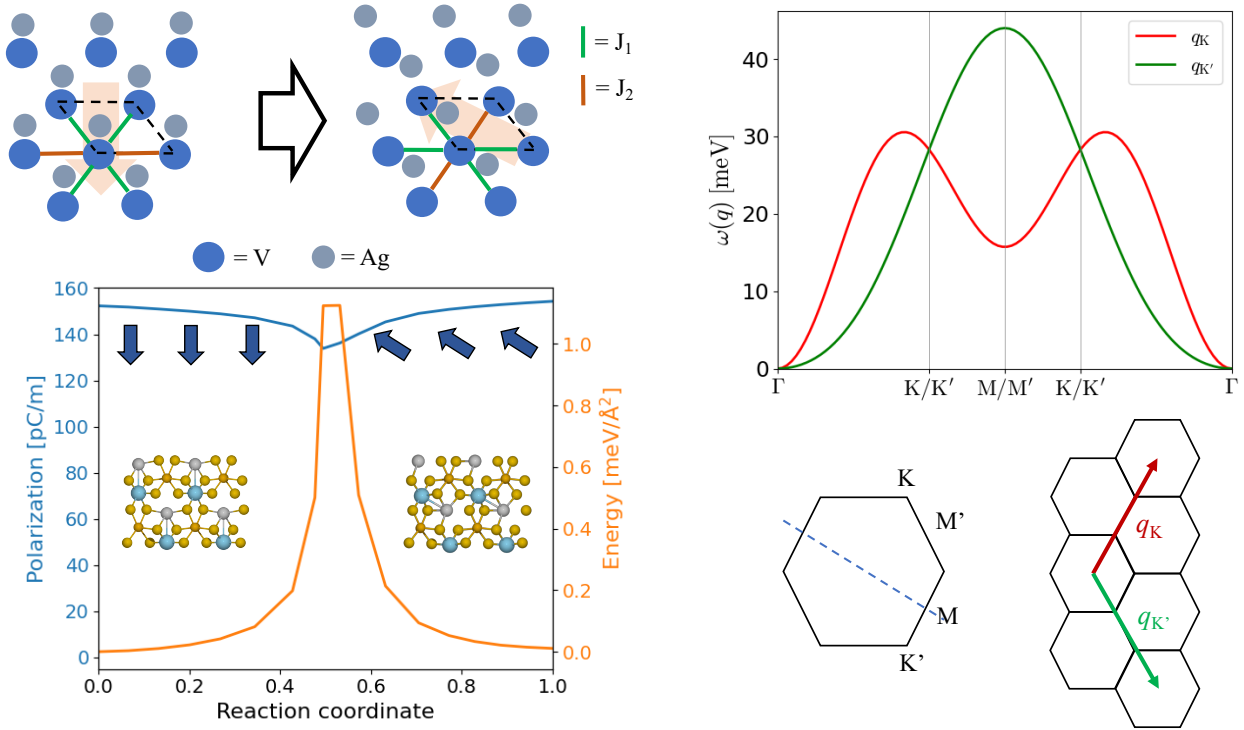 = J1
= J2
= V
= Ag
160
140
120
100
80
60
40
20
0
Polarization [pC/m]
1.0
0.8
0.6
0.4
0.2
0.0
Energy [meV/Å²]
0.0
0.2
0.4
0.6
0.8
1.0
Reaction coordinate
40
30
20
10
0
ω(q) [meV]
qK
qK′
Γ
K/K′
M/M′
K/K′
Γ
K
M’
M
K’
qK
qK’